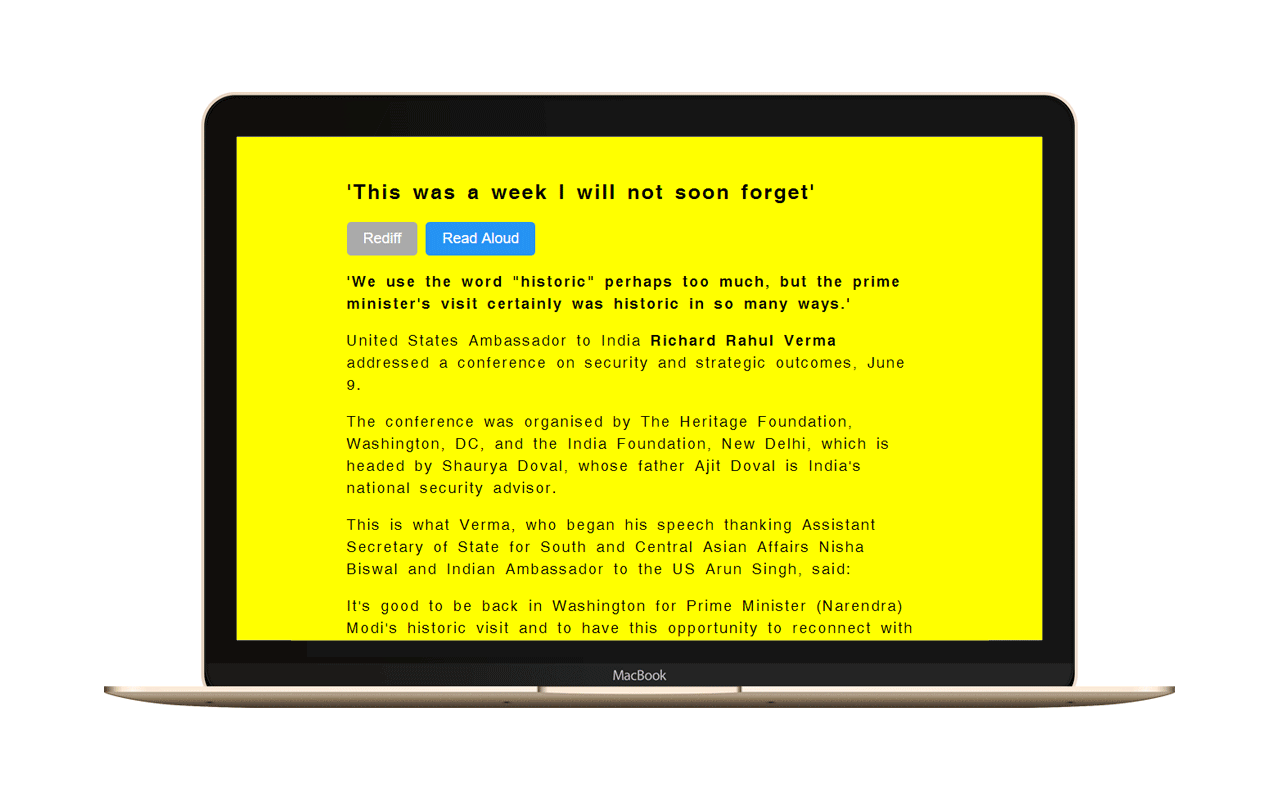 'This was a week I will not soon forget'
Rediff Read Aloud
'We use the word "historic" perhaps too much, but the prime
minister's visit certainly was historic in so many ways.'
United States Ambassador to India Richard Rahul Verma
addressed a conference on security and strategic outcomes, June
9.
The conference was organised by The Heritage Foundation,
Washington, DC, and the India Foundation, New Delhi, which is
headed by Shaurya Doval, whose father Ajit Doval is India's
national security advisor.
This is what Verma, who began his speech thanking Assistant
Secretary of State for South and Central Asian Affairs Nisha
Biswal and Indian Ambassador to the US Arun Singh, said:
It's good to be back in Washington for Prime Minister (Narendra)
Modi's historic visit and to have this opportunity to reconnect with
MacBook